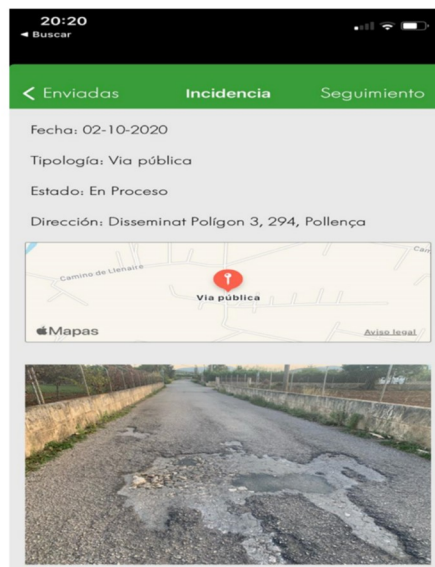 20:20
◀ Buscar
Enviadas
Incidencia
Seguimiento
Fecha: 02-10-2020
Tipología: Via pública
Estado: En Proceso
Dirección: Disseminat Polígon 3, 294, Pollença
Camino de Llenaire
Via pública
Mapas
Aviso legal